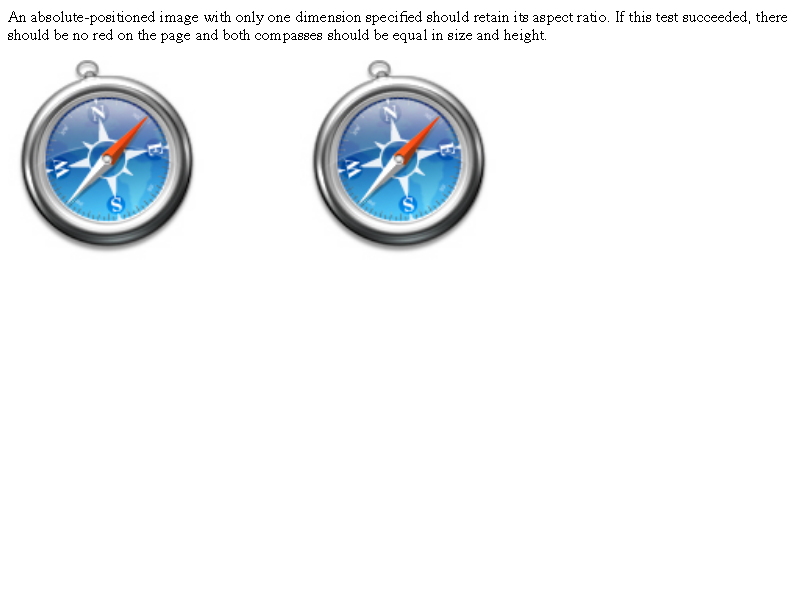 An absolute-positioned image with only one dimension specified should retain its aspect ratio. If this test succeeded, there
should be no red on the page and both compasses should be equal in size and height.
N
E
S
W
N
E
S
W